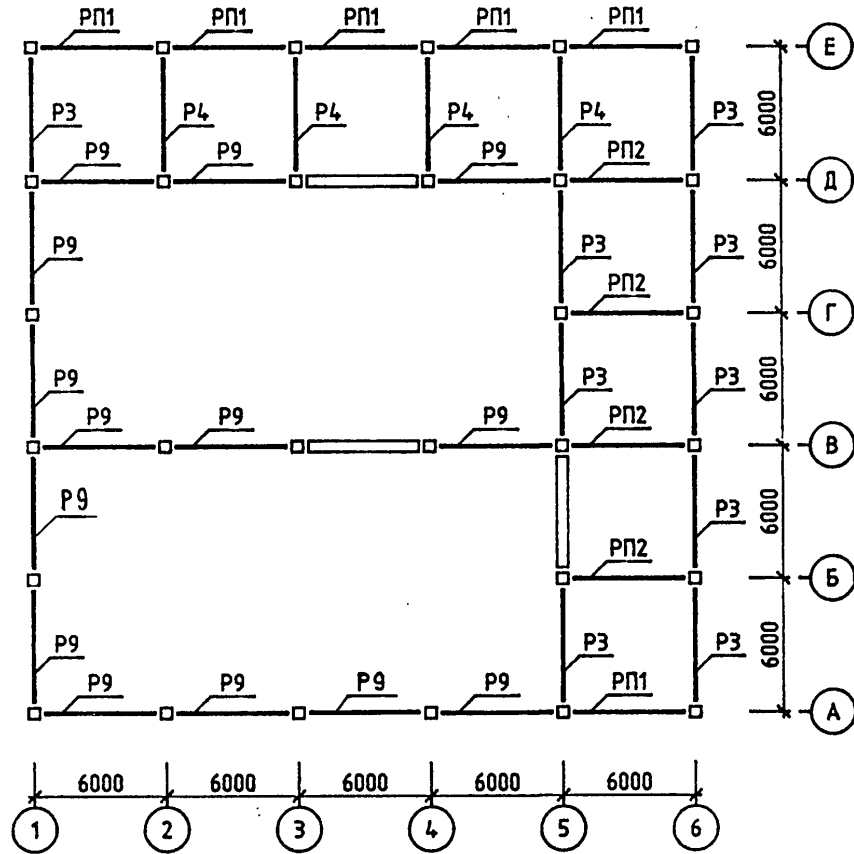 РП1 РП1 РП1 РП1 РП1 Е
Р3 Р4 Р4 Р4 Р4 Р3 6000
Р9 Р9 Р9 РП2 Д
Р9 Р3 Р3 6000
РП2 Г
Р9 Р3 Р3 6000
Р9 Р9 Р9 РП2 В
Р9 Р3 6000
РП2 Б
Р9 Р3 Р3 6000
Р9 Р9 Р9 Р9 РП1 А
6000 6000 6000 6000 6000
1 2 3 4 5 6